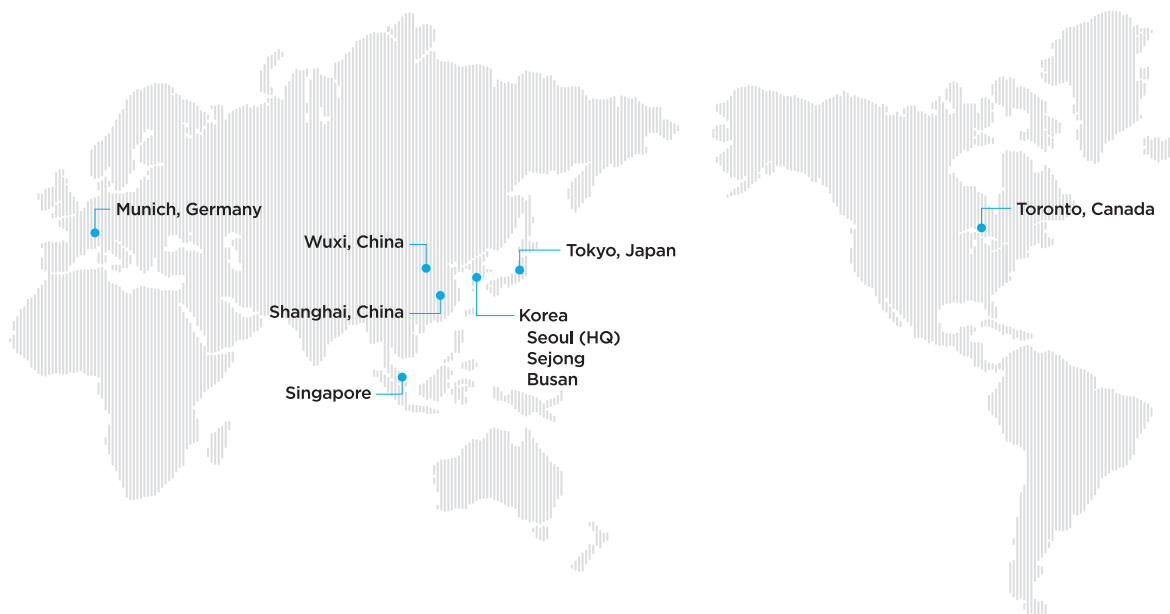 Munich, Germany
Toronto, Canada
Wuxi, China
Tokyo, Japan
Shanghai, China
Korea
Seoul (HQ)
Sejong
Busan
Singapore